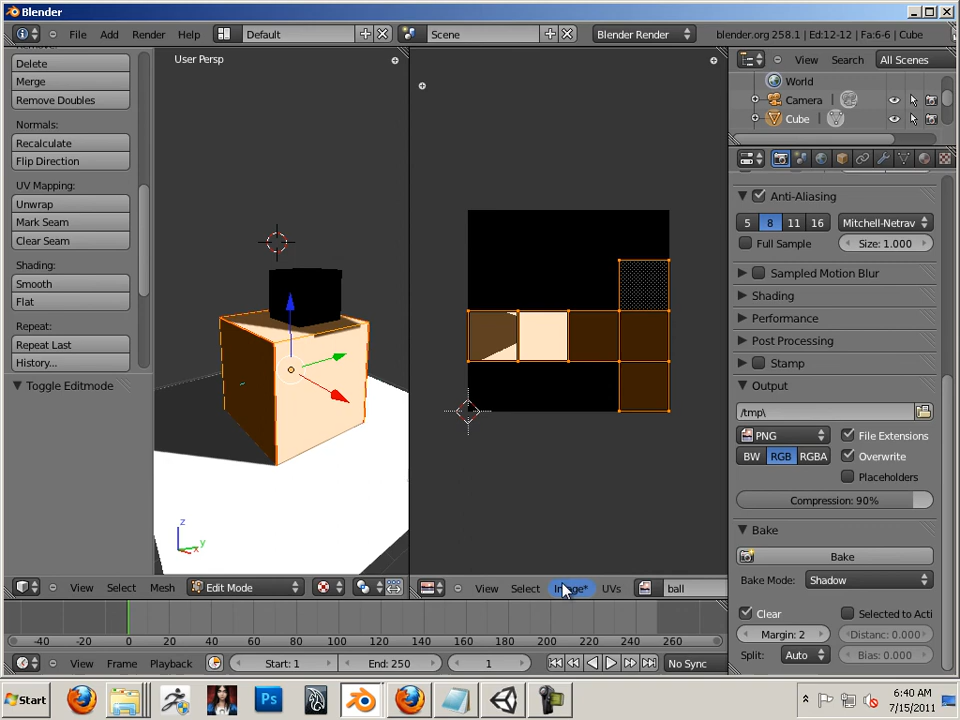 Blender
File Add Render Help Default Scene Blender Render blender.org 258.1 | Ed:12-12 | Fa:6-6 | Cube
Remove:
Delete
Merge
Remove Doubles
Normals:
Recalculate
Flip Direction
UV Mapping:
Unwrap
Mark Seam
Clear Seam
Shading:
Smooth
Flat
Repeat:
Repeat Last
History...
Toggle Editmode
User Persp
z
y
x
View Select Mesh Edit Mode
View Select Image* UVs ball
View Search All Scenes
World
Camera
Cube
Anti-Aliasing
5 8 11 16 Mitchell-Netrav
Full Sample Size: 1.000
Sampled Motion Blur
Shading
Performance
Post Processing
Stamp
Output
/tmp\
PNG File Extensions
BW RGB RGBA Overwrite
Placeholders
Compression: 90%
Bake
Bake
Bake Mode: Shadow
Clear Selected to Acti
Margin: 2 Distanc: 0.000
Split: Auto Bias: 0.000
-40 -20 0 20 40 60 80 100 120 140 160 180 200 220 240 260
View Frame Playback Start: 1 End: 250 1 No Sync
Start Ps 6:40 AM
7/15/2011